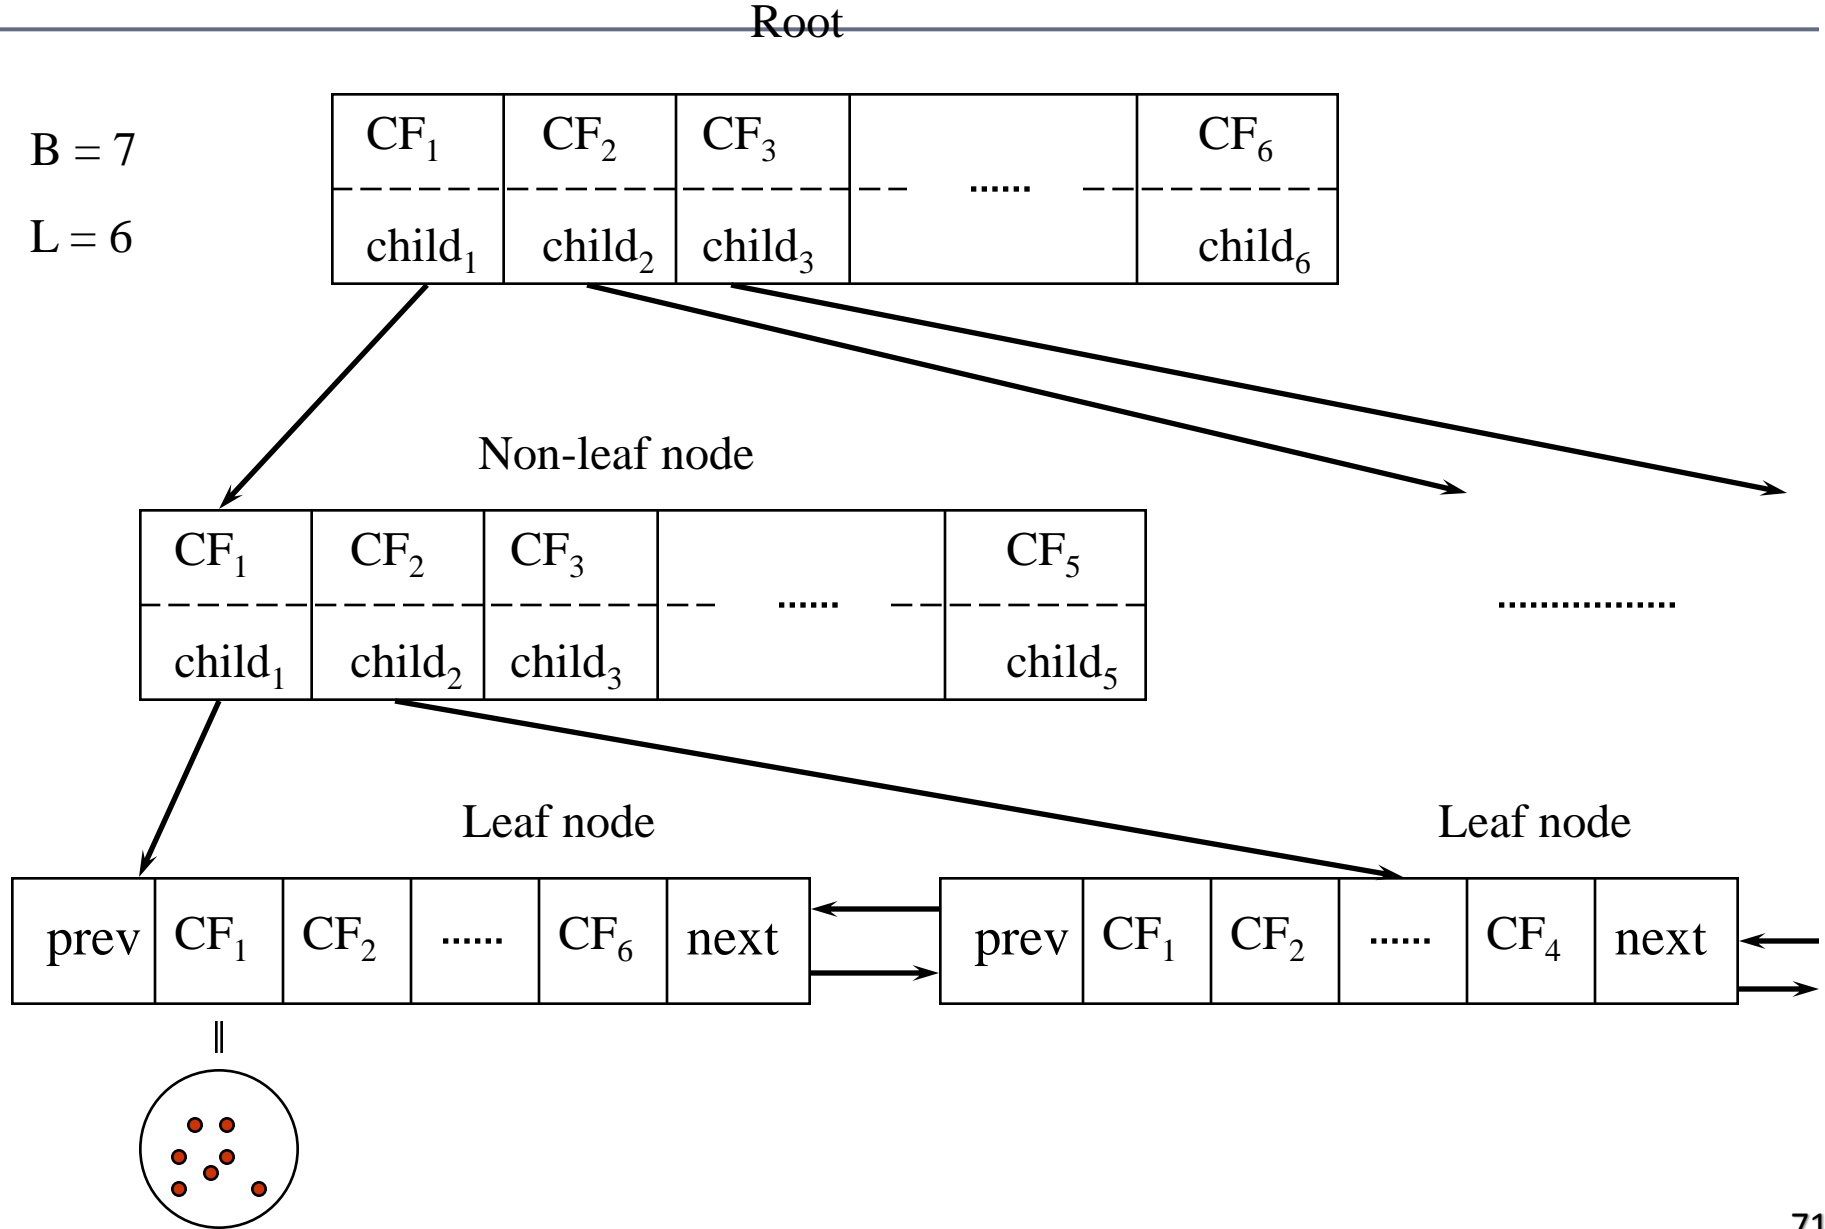 Root
B = 7
CF₁ CF₂ CF₃ CF₆
L = 6
child₁ child₂ child₃ ...... child₆
Non-leaf node
CF₁ CF₂ CF₃ CF₅
child₁ child₂ child₃ ...... child₅
Leaf node Leaf node
prev CF₁ CF₂ ...... CF₆ next prev CF₁ CF₂ ...... CF₄ next
71